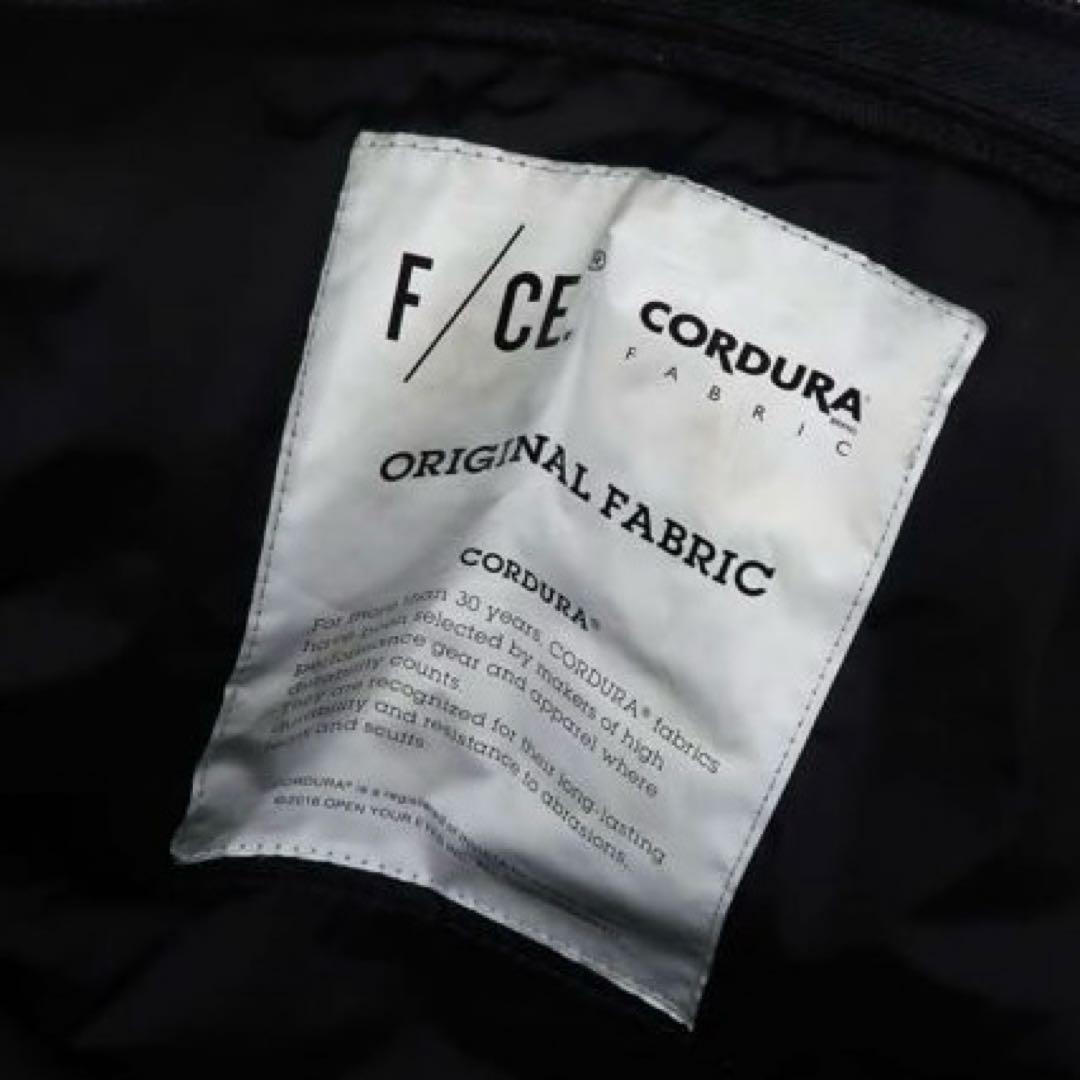 F/CE.®
CORDURA®
BRAND
FABRIC
ORIGINAL FABRIC
CORDURA®
For more than 30 years, CORDURA® fabrics
have been selected by makers of high
performance gear and apparel where
durability counts.
They are recognized for their long-lasting
durability and resistance to abrasions,
and scuffs.
CORDURA® is a registered
©2016 OPEN YOUR EYES